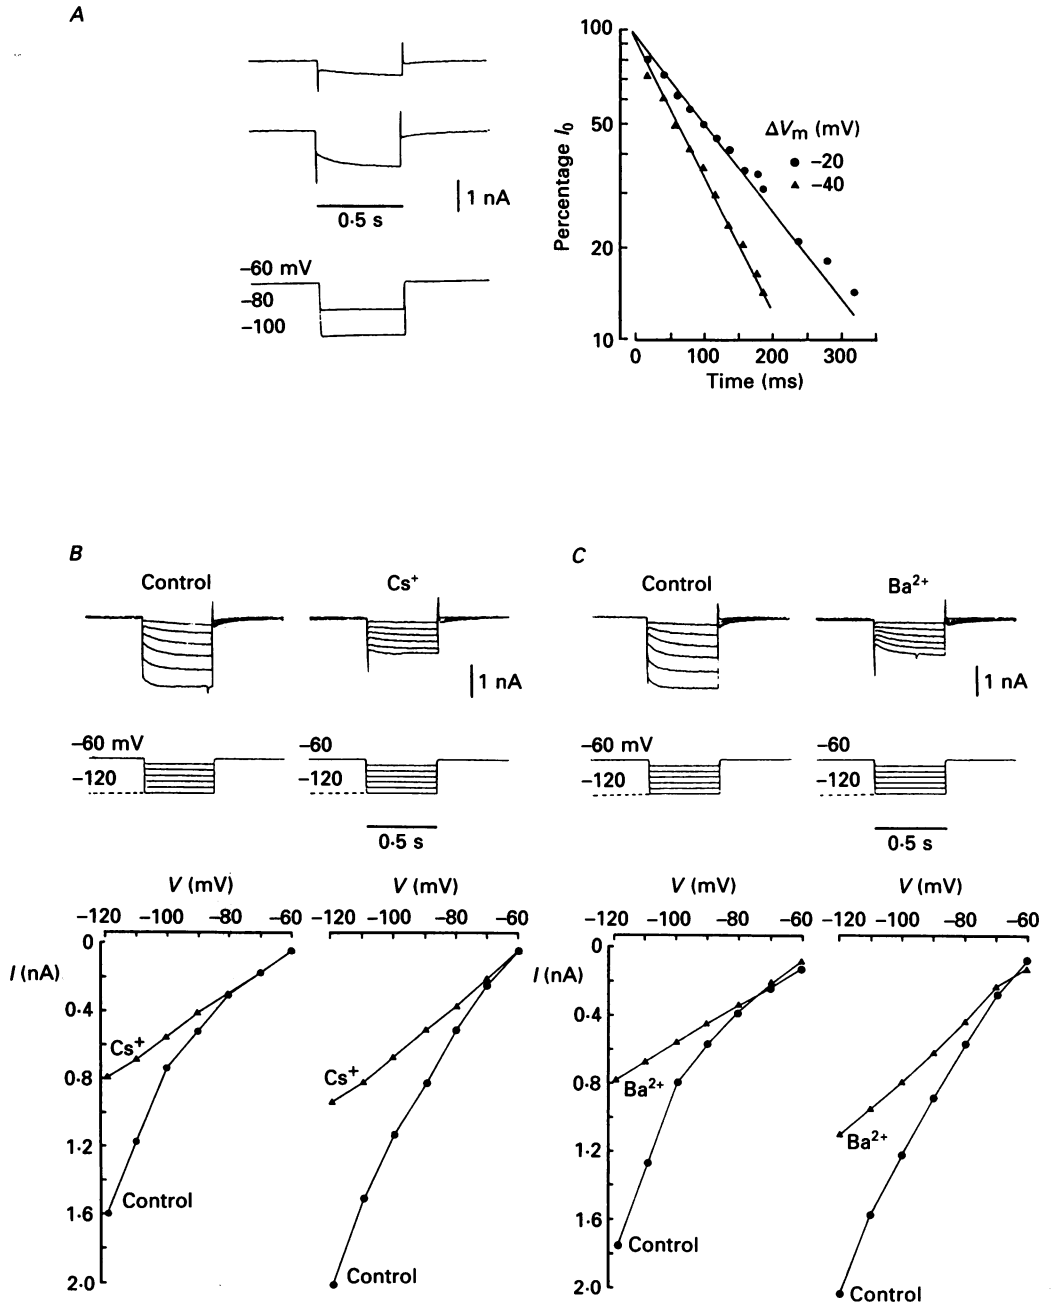 A
1 nA
0·5 s
−60 mV
−80
−100
100
50
20
10
Percentage I0
0
100
200
300
Time (ms)
ΔVm (mV)
−20
−40
B
Control
Cs+
1 nA
−60 mV
−120
−60
−120
0·5 s
V (mV)
−120 −100 −80 −60
0
0·4
0·8
1·2
1·6
2·0
I (nA)
Cs+
Control
V (mV)
−120 −100 −80 −60
Cs+
Control
C
Control
Ba2+
1 nA
−60 mV
−120
−60
−120
0·5 s
V (mV)
−120 −100 −80 −60
0
0·4
0·8
1·2
1·6
2·0
I (nA)
Ba2+
Control
V (mV)
−120 −100 −80 −60
Ba2+
Control